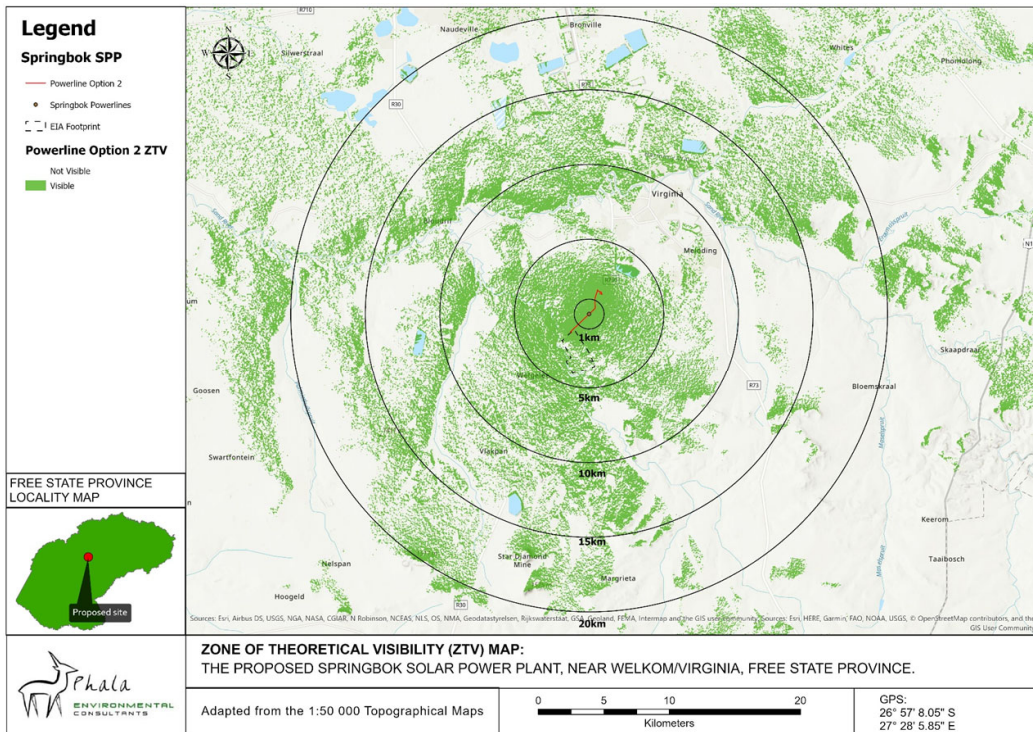 Legend
Springbok SPP
Powerline Option 2
Springbok Powerlines
EIA Footprint
Powerline Option 2 ZTV
Not Visible
Visible
FREE STATE PROVINCE
LOCALITY MAP
Proposed site
Phala
ENVIRONMENTAL
CONSULTANTS
N
W
E
S
R710
Naudeville
Bronville
Silwerstraal
Whites
Phomolong
R30
Virginia
Meloding
Sand River
N1
1km
Skaapdraai
Goosen
R73
Bloemskraal
5km
Swartfontein
Vlakpan
10km
Keerom
15km
Star Diamond
Mine
Taaibosch
Nelspan
Margrieta
Hoogeld
R30
20km
Sources: Esri, Airbus DS, USGS, NGA, NASA, CGIAR, N Robinson, NCEAS, NLS, OS, NMA, Geodatastyrelsen, Rijkswaterstaat, GSA, Geoland, FEMA, Intermap and the GIS user community, Sources: Esri, HERE, Garmin, FAO, NOAA, USGS, © OpenStreetMap contributors, and the
GIS User Community
ZONE OF THEORETICAL VISIBILITY (ZTV) MAP:
THE PROPOSED SPRINGBOK SOLAR POWER PLANT, NEAR WELKOM/VIRGINIA, FREE STATE PROVINCE.
Adapted from the 1:50 000 Topographical Maps
0 5 10 20
Kilometers
GPS:
26° 57' 8.05" S
27° 28' 5.85" E